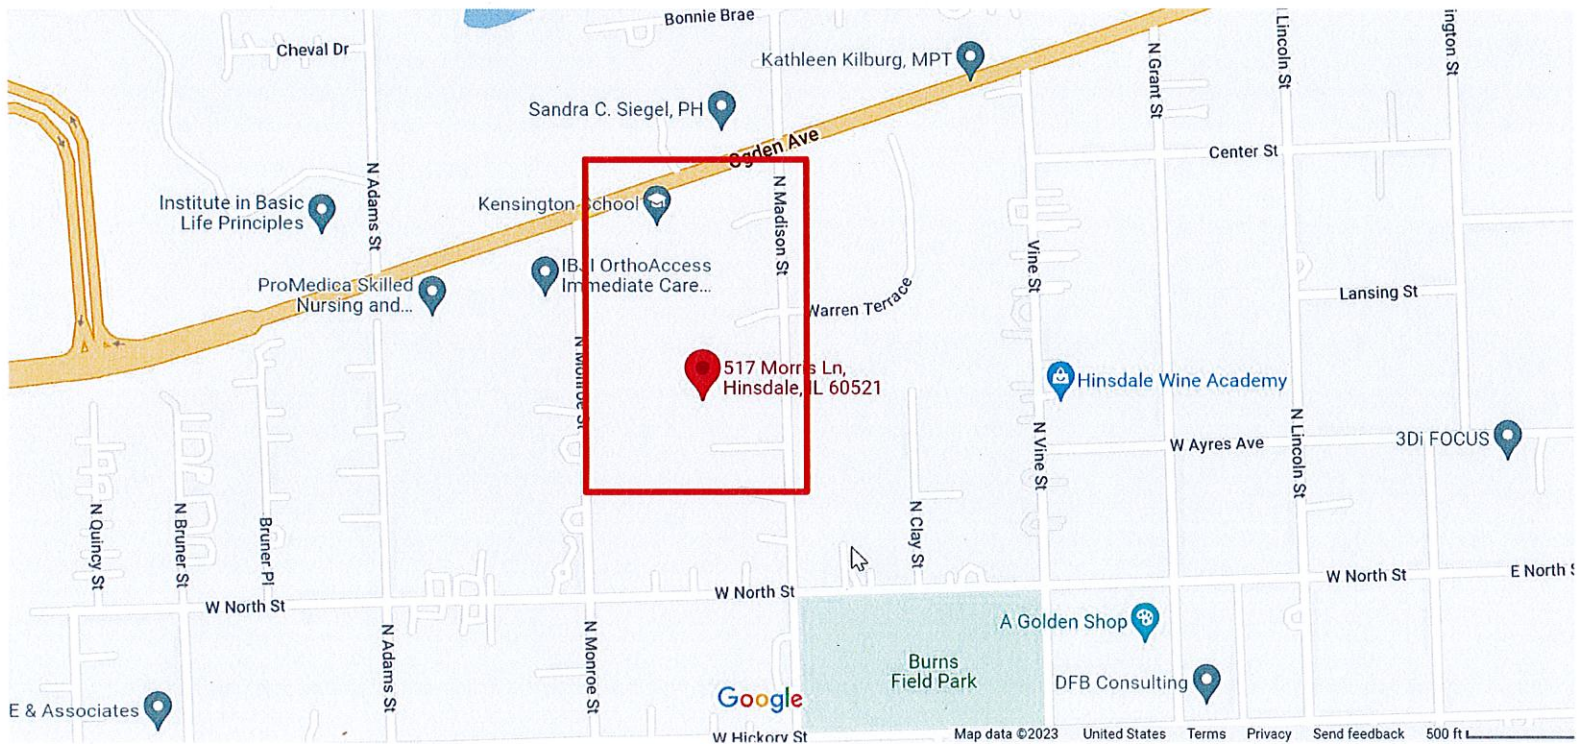 Bonnie Brae
Cheval Dr
Kathleen Kilburg, MPT
N Grant St
Lincoln St
ington St
Sandra C. Siegel, PH
Ogden Ave
Center St
N Adams St
Institute in Basic
Life Principles
Kensington School
N Madison St
IBJI OrthoAccess
Immediate Care...
ProMedica Skilled
Nursing and...
Vine St
Warren Terrace
Lansing St
N Monroe St
517 Morris Ln,
Hinsdale, IL 60521
Hinsdale Wine Academy
N Vine St
N Lincoln St
W Ayres Ave
3Di FOCUS
N Quincy St
N Bruner St
Bruner Pl
N Clay St
W North St
W North St
W North St
E North S
N Adams St
N Monroe St
A Golden Shop
Burns
Field Park
DFB Consulting
E & Associates
Google
W Hickory St
Map data ©2023 United States Terms Privacy Send feedback 500 ft